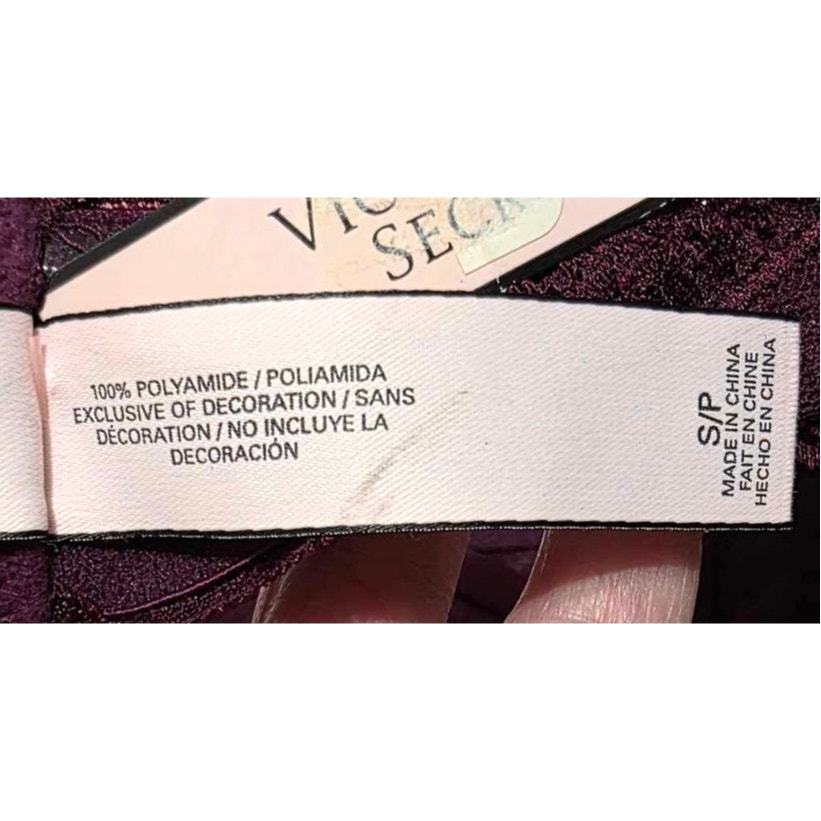 100% POLYAMIDE / POLIAMIDA
EXCLUSIVE OF DECORATION / SANS
DÉCORATION / NO INCLUYE LA
DECORACIÓN
S/P
MADE IN CHINA
FAIT EN CHINE
HECHO EN CHINA